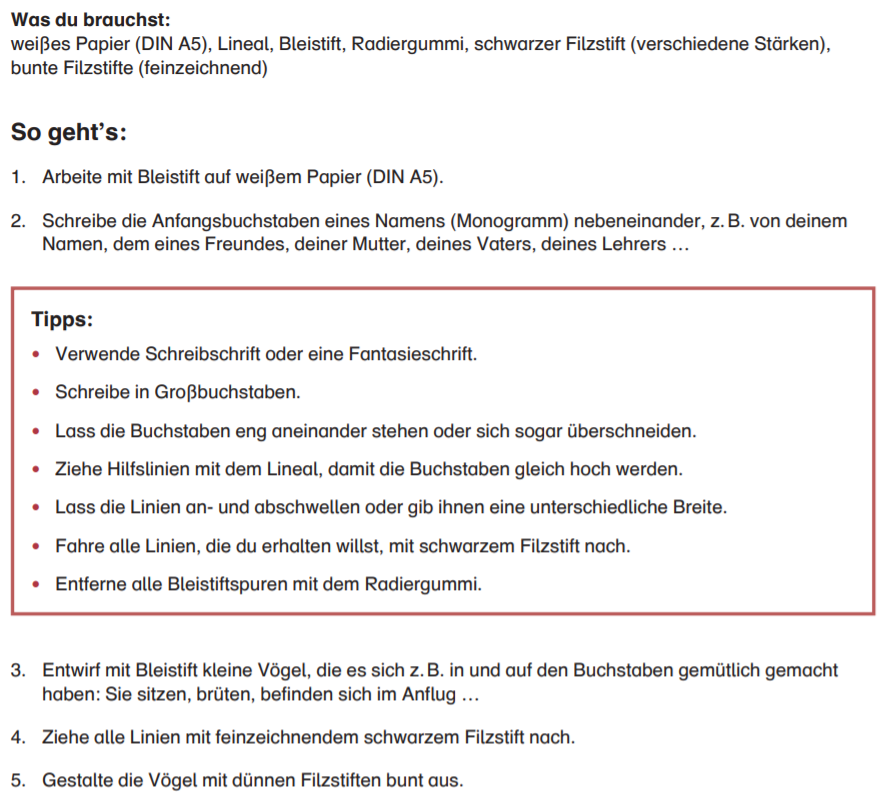 Was du brauchst:
weißes Papier (DIN A5), Lineal, Bleistift, Radiergummi, schwarzer Filzstift (verschiedene Stärken),
bunte Filzstifte (feinzeichnend)
So geht’s:
1. Arbeite mit Bleistift auf weißem Papier (DIN A5).
2. Schreibe die Anfangsbuchstaben eines Namens (Monogramm) nebeneinander, z. B. von deinem
Namen, dem eines Freundes, deiner Mutter, deines Vaters, deines Lehrers …
Tipps:
• Verwende Schreibschrift oder eine Fantasieschrift.
• Schreibe in Großbuchstaben.
• Lass die Buchstaben eng aneinander stehen oder sich sogar überschneiden.
• Ziehe Hilfslinien mit dem Lineal, damit die Buchstaben gleich hoch werden.
• Lass die Linien an- und abschwellen oder gib ihnen eine unterschiedliche Breite.
• Fahre alle Linien, die du erhalten willst, mit schwarzem Filzstift nach.
• Entferne alle Bleistiftspuren mit dem Radiergummi.
3. Entwirf mit Bleistift kleine Vögel, die es sich z. B. in und auf den Buchstaben gemütlich gemacht
haben: Sie sitzen, brüten, befinden sich im Anflug …
4. Ziehe alle Linien mit feinzeichnendem schwarzem Filzstift nach.
5. Gestalte die Vögel mit dünnen Filzstiften bunt aus.